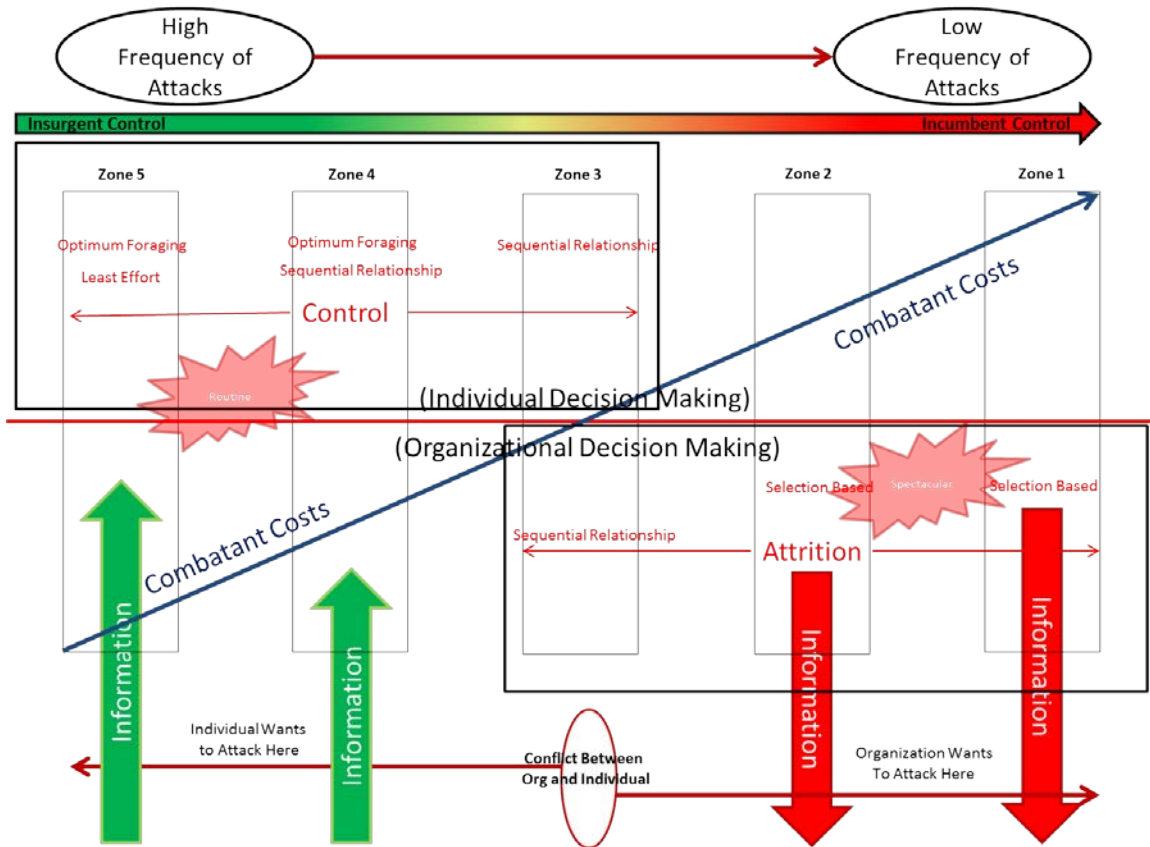 High
Frequency of
Attacks
Low
Frequency of
Attacks
Insurgent Control
Incumbent Control
Zone 5
Zone 4
Zone 3
Zone 2
Zone 1
Optimum Foraging
Least Effort
Optimum Foraging
Sequential Relationship
Sequential Relationship
Control
Combatant Costs
Routine
(Individual Decision Making)
(Organizational Decision Making)
Selection Based
Spectacular
Selection Based
Combatant Costs
Sequential Relationship
Attrition
Information
Information
Information
Information
Individual Wants
to Attack Here
Conflict Between
Org and Individual
Organization Wants
To Attack Here